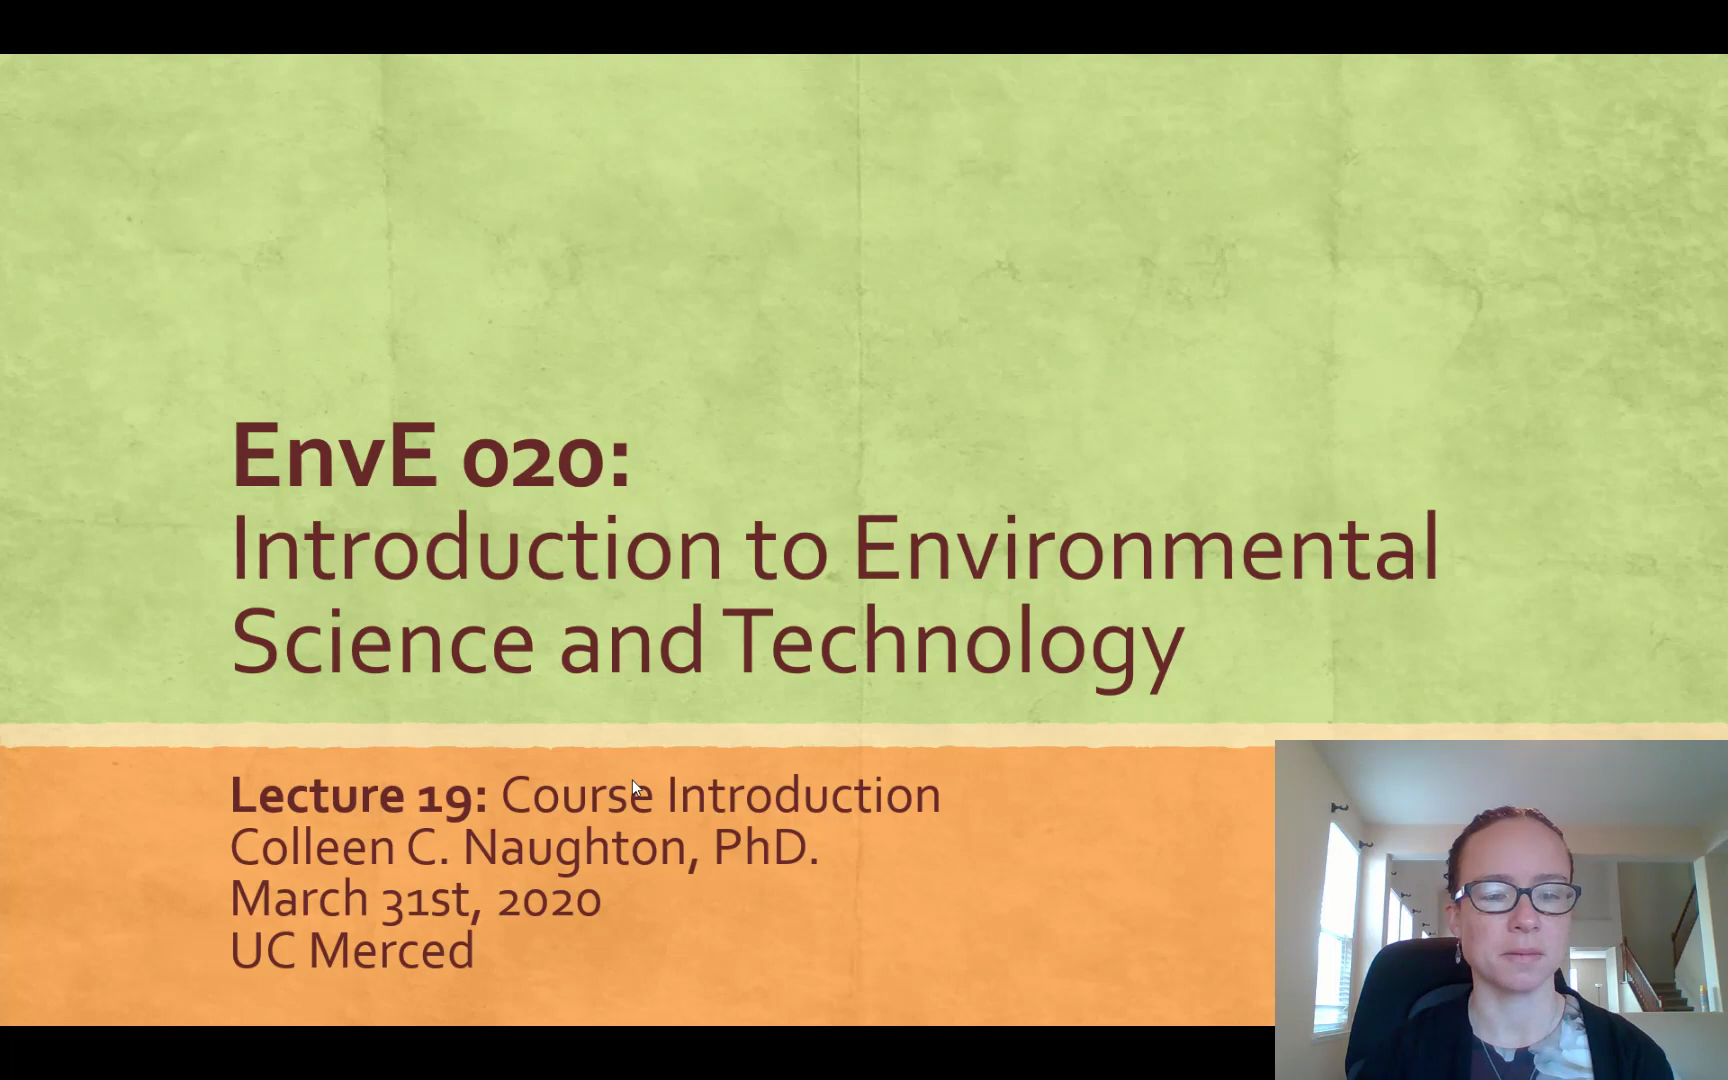 EnvE 020:
Introduction to Environmental
Science and Technology
Lecture 19: Course Introduction
Colleen C. Naughton, PhD.
March 31st, 2020
UC Merced